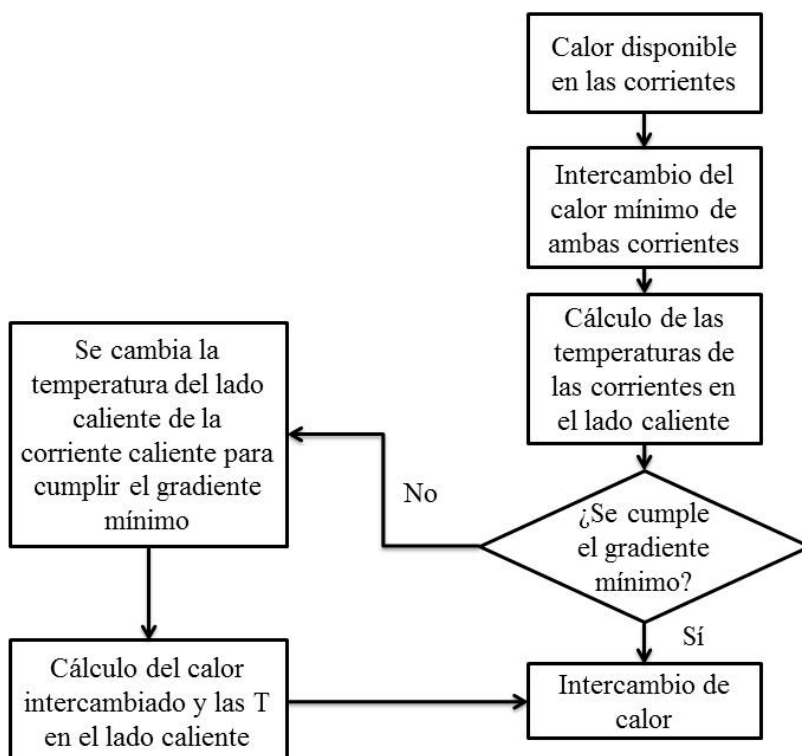 Calor disponible
en las corrientes
Intercambio del
calor mínimo de
ambas corrientes
Cálculo de las
temperaturas de
las corrientes en
el lado caliente
¿Se cumple
el gradiente
mínimo?
No
Se cambia la
temperatura del lado
caliente de la
corriente caliente para
cumplir el gradiente
mínimo
Cálculo del calor
intercambiado y las T
en el lado caliente
Sí
Intercambio de
calor